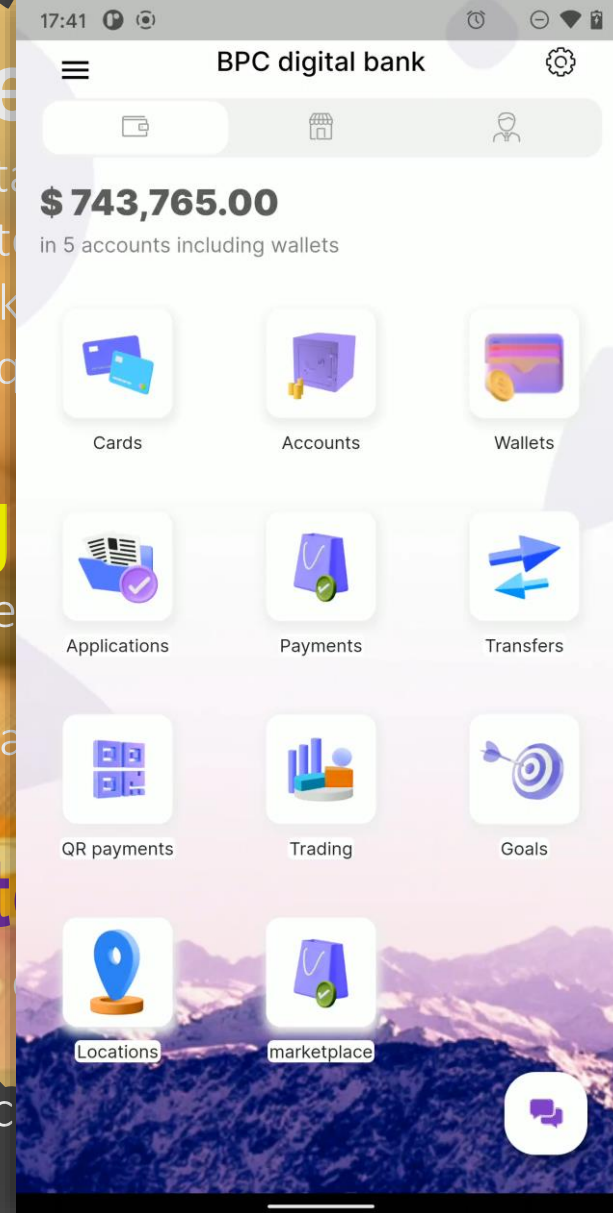 17:41
BPC digital bank
$ 743,765.00
in 5 accounts including wallets
Cards Accounts Wallets
Applications Payments Transfers
QR payments Trading Goals
Locations marketplace